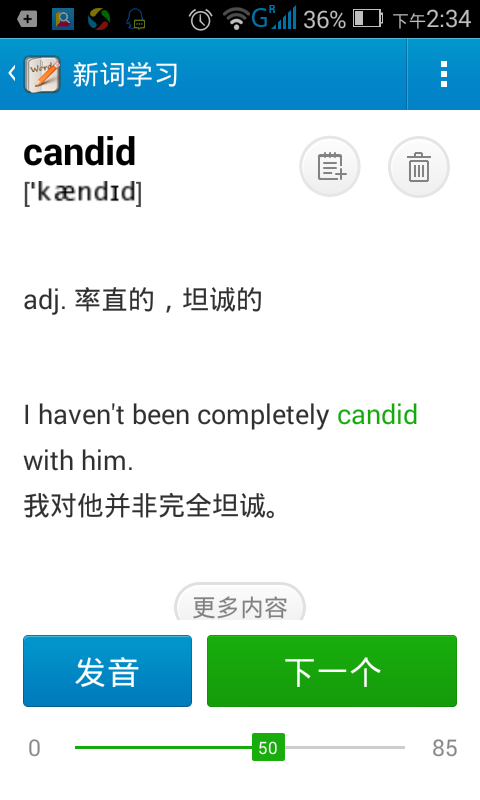 GR 36% 下午2:34
新词学习
candid
['kændɪd]
adj. 率直的，坦诚的
I haven't been completely candid
with him.
我对他并非完全坦诚。
更多内容
发音 下一个
0 50 85